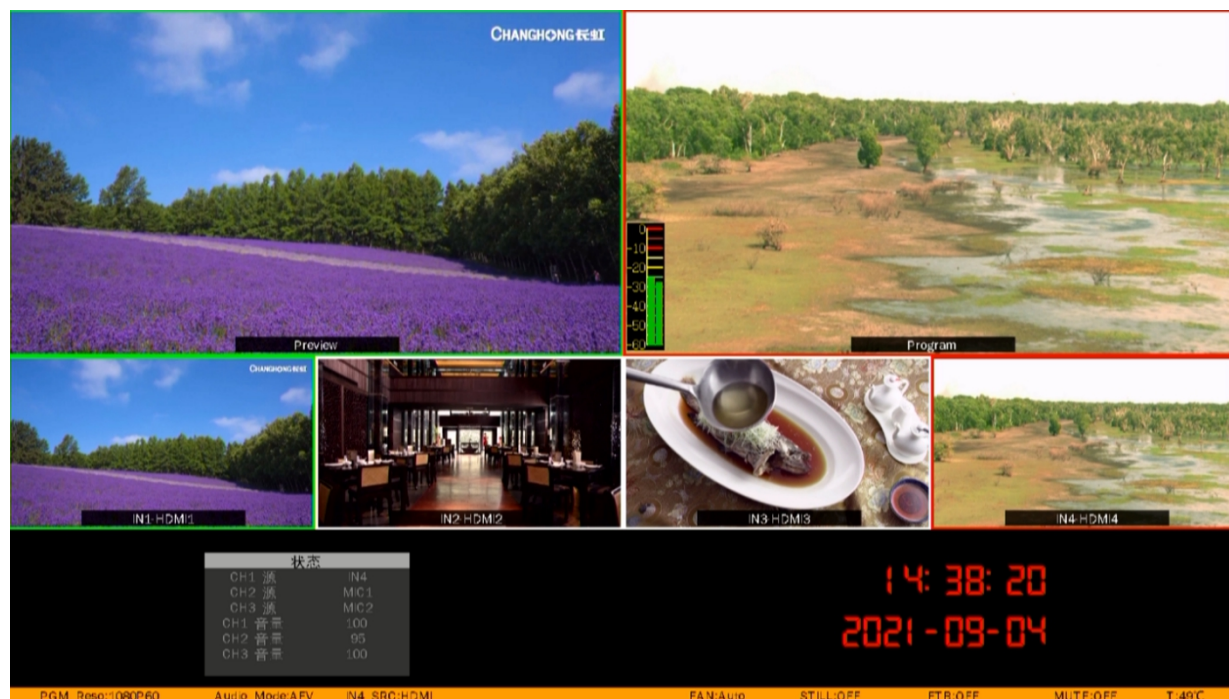 CHANGHONG长虹
0
-10
-20
-30
-40
-50
-60
Preview
Program
CHANGHONG长虹
IN1-HDMI1
IN2-HDMI2
IN3-HDMI3
IN4-HDMI4
状态
CH1 源 IN4
CH2 源 MIC1
CH3 源 MIC2
CH1 音量 100
CH2 音量 95
CH3 音量 100
14:38:20
2021-09-04
PGM_Reso:1080P60 Audio_Mode:AFV IN4_SRC:HDMI FAN:Auto STILL:OFF FTB:OFF MUTE:OFF T:49℃